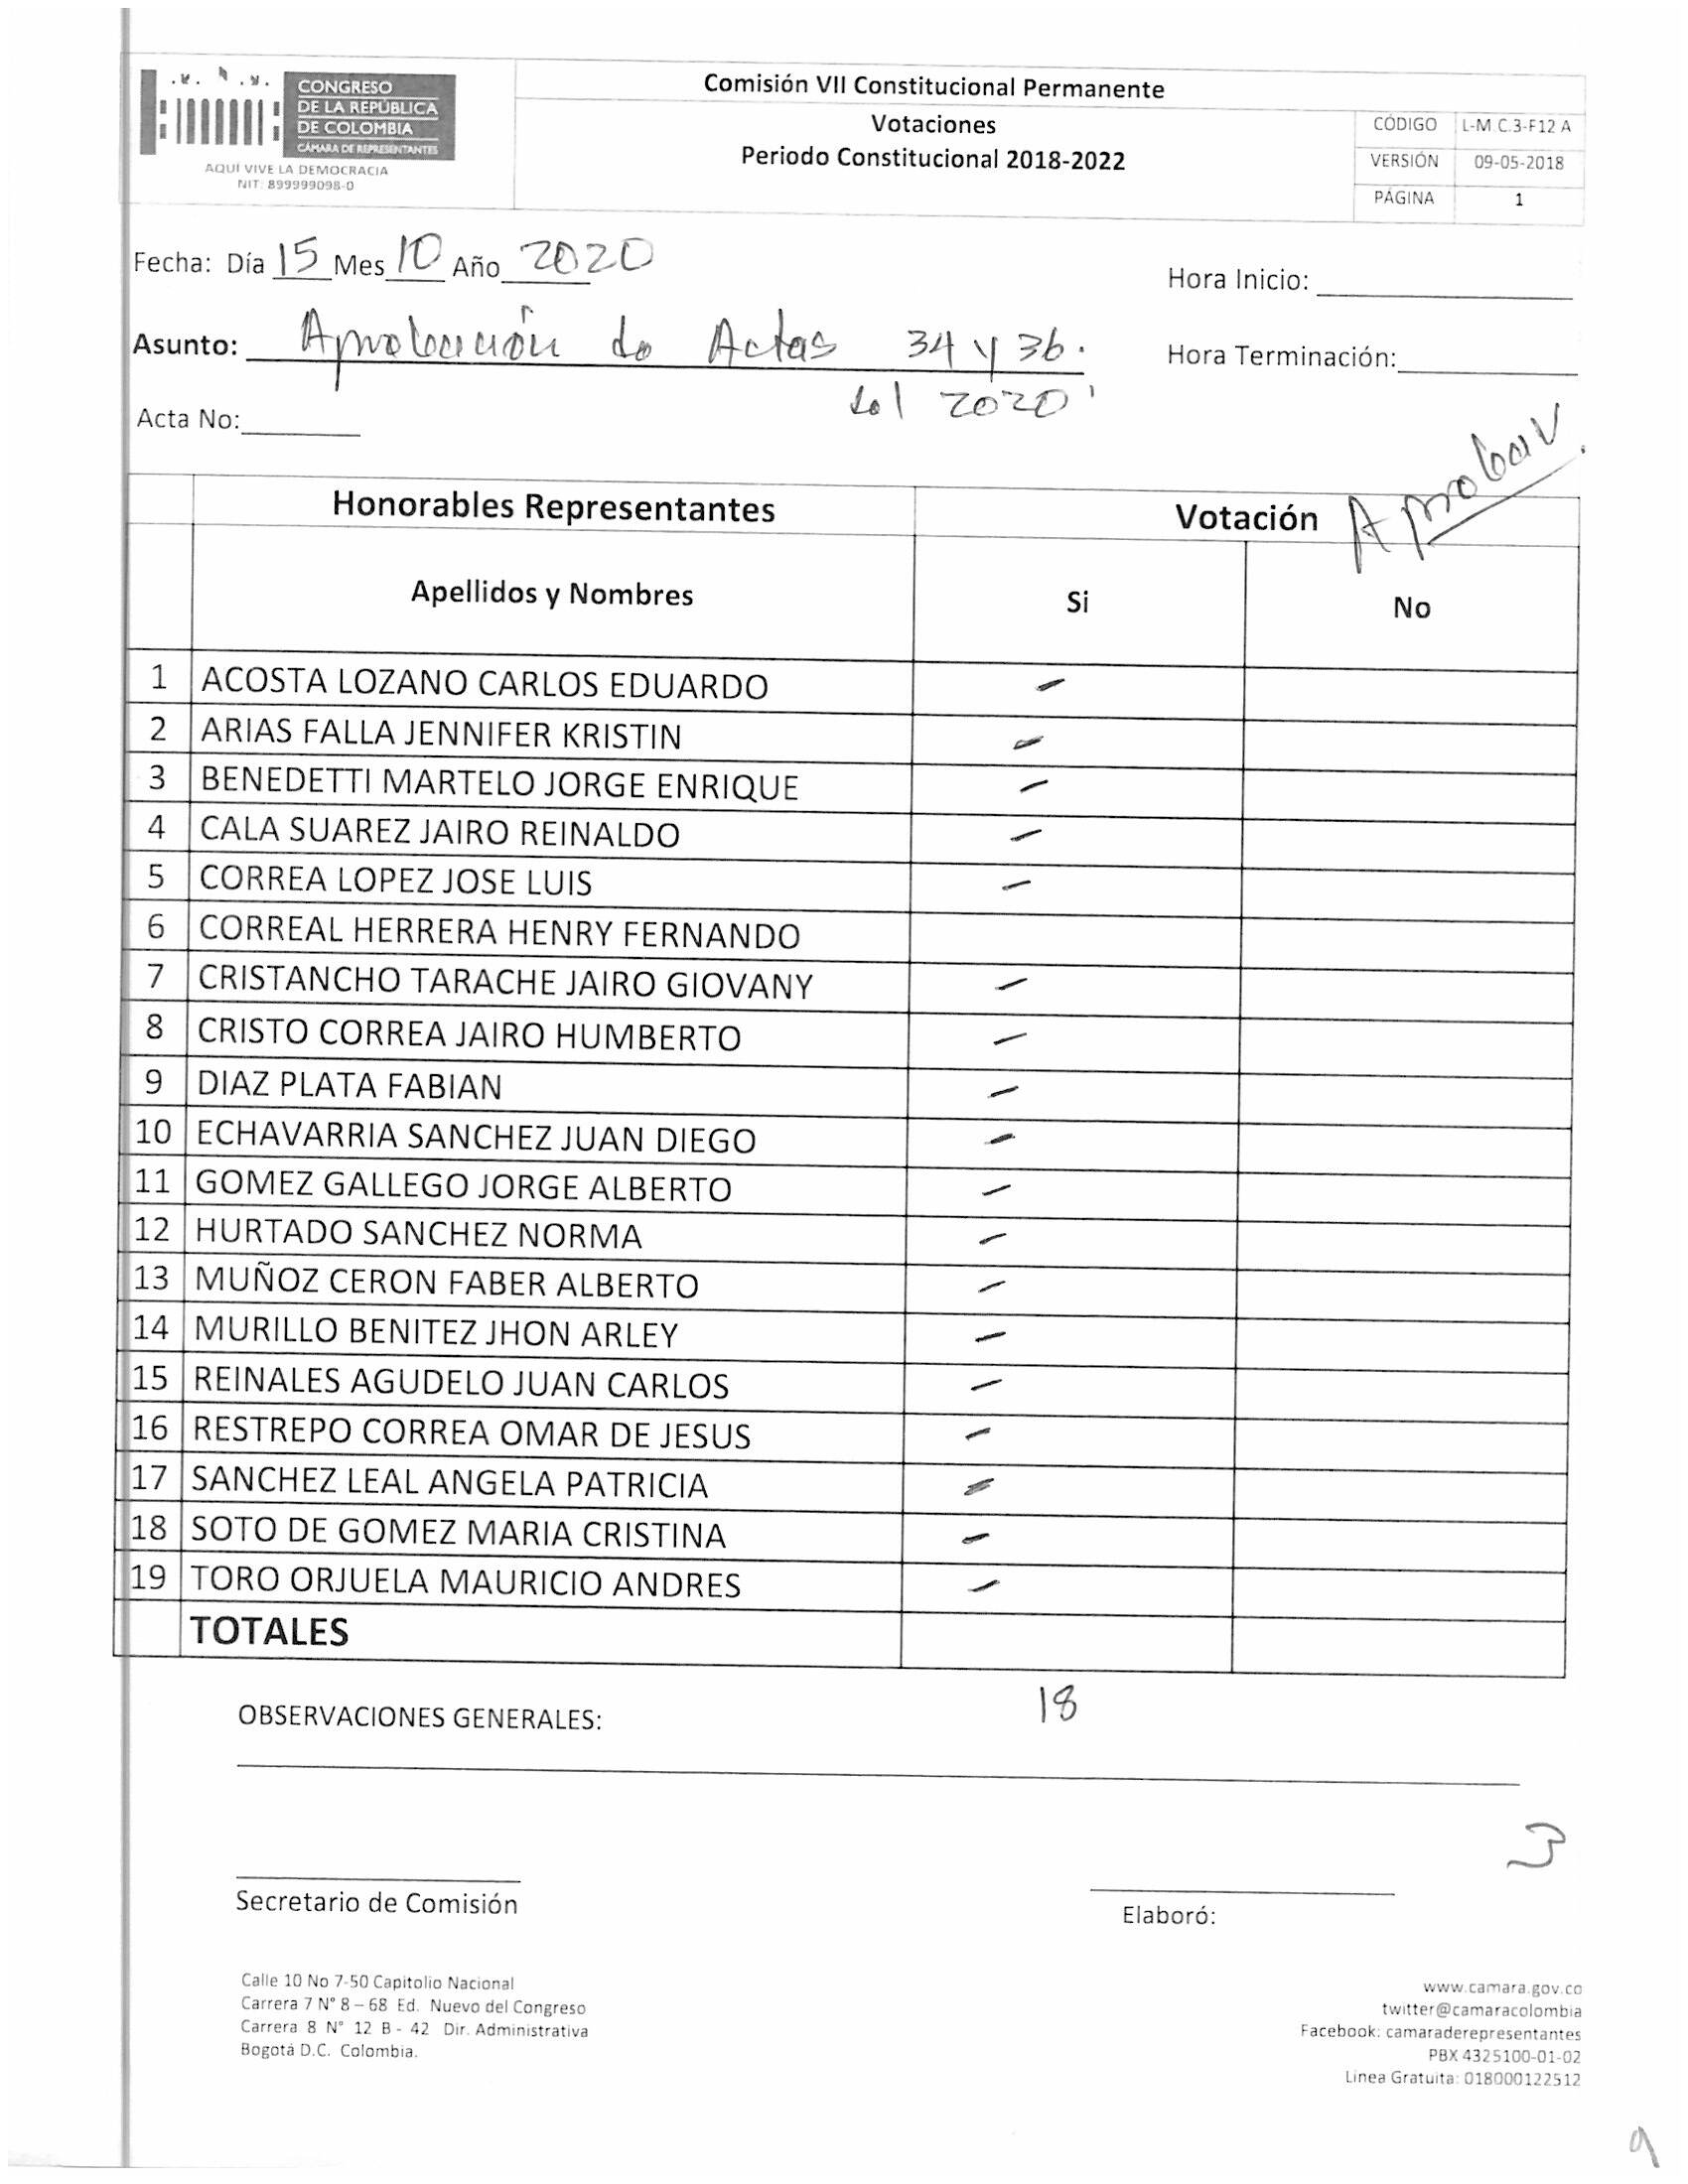 CONGRESO
DE LA REPÚBLICA
DE COLOMBIA
CÁMARA DE REPRESENTANTES
AQUÍ VIVE LA DEMOCRACIA
NIT: 899999098-0
Comisión VII Constitucional Permanente
Votaciones
Periodo Constitucional 2018-2022
CÓDIGO L-M.C.3-F12 A
VERSIÓN 09-05-2018
PÁGINA 1
Fecha: Día 15 Mes 10 Año 2020
Hora Inicio:
Asunto: Aprobación de Actas 34 y 36.
del 2020
Hora Terminación:
Acta No:
Honorables Representantes Votación
Apellidos y Nombres Si No
1 ACOSTA LOZANO CARLOS EDUARDO
2 ARIAS FALLA JENNIFER KRISTIN
3 BENEDETTI MARTELO JORGE ENRIQUE
4 CALA SUAREZ JAIRO REINALDO
5 CORREA LOPEZ JOSE LUIS
6 CORREAL HERRERA HENRY FERNANDO
7 CRISTANCHO TARACHE JAIRO GIOVANY
8 CRISTO CORREA JAIRO HUMBERTO
9 DIAZ PLATA FABIAN
10 ECHAVARRIA SANCHEZ JUAN DIEGO
11 GOMEZ GALLEGO JORGE ALBERTO
12 HURTADO SANCHEZ NORMA
13 MUÑOZ CERON FABER ALBERTO
14 MURILLO BENITEZ JHON ARLEY
15 REINALES AGUDELO JUAN CARLOS
16 RESTREPO CORREA OMAR DE JESUS
17 SANCHEZ LEAL ANGELA PATRICIA
18 SOTO DE GOMEZ MARIA CRISTINA
19 TORO ORJUELA MAURICIO ANDRES
TOTALES
18
OBSERVACIONES GENERALES:
3
Secretario de Comisión
Elaboró:
Calle 10 No 7-50 Capitolio Nacional
Carrera 7 N° 8 – 68 Ed. Nuevo del Congreso
Carrera 8 N° 12 B - 42 Dir. Administrativa
Bogotá D.C. Colombia.
www.camara.gov.co
twitter@camaracolombia
Facebook: camaraderepresentantes
PBX 4325100-01-02
Linea Gratuita: 018000122512
9